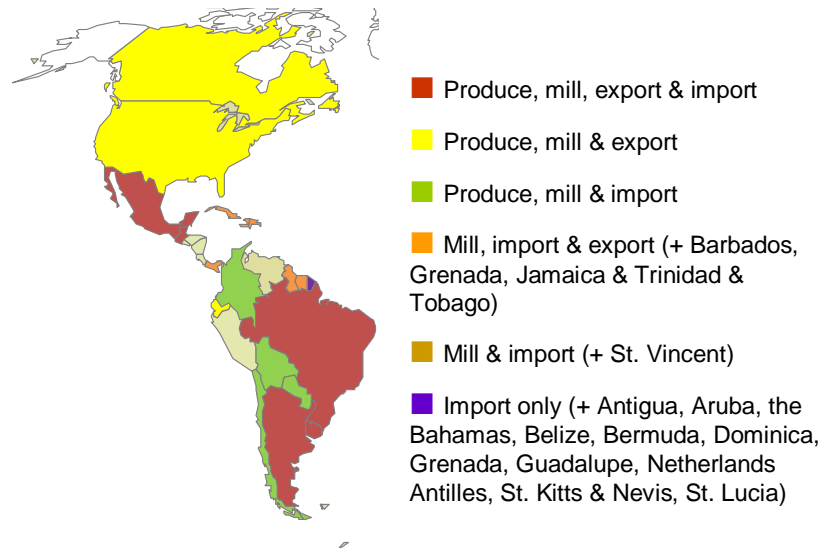 Produce, mill, export & import
Produce, mill & export
Produce, mill & import
Mill, import & export (+ Barbados,
Grenada, Jamaica & Trinidad &
Tobago)
Mill & import (+ St. Vincent)
Import only (+ Antigua, Aruba, the
Bahamas, Belize, Bermuda, Dominica,
Grenada, Guadalupe, Netherlands
Antilles, St. Kitts & Nevis, St. Lucia)